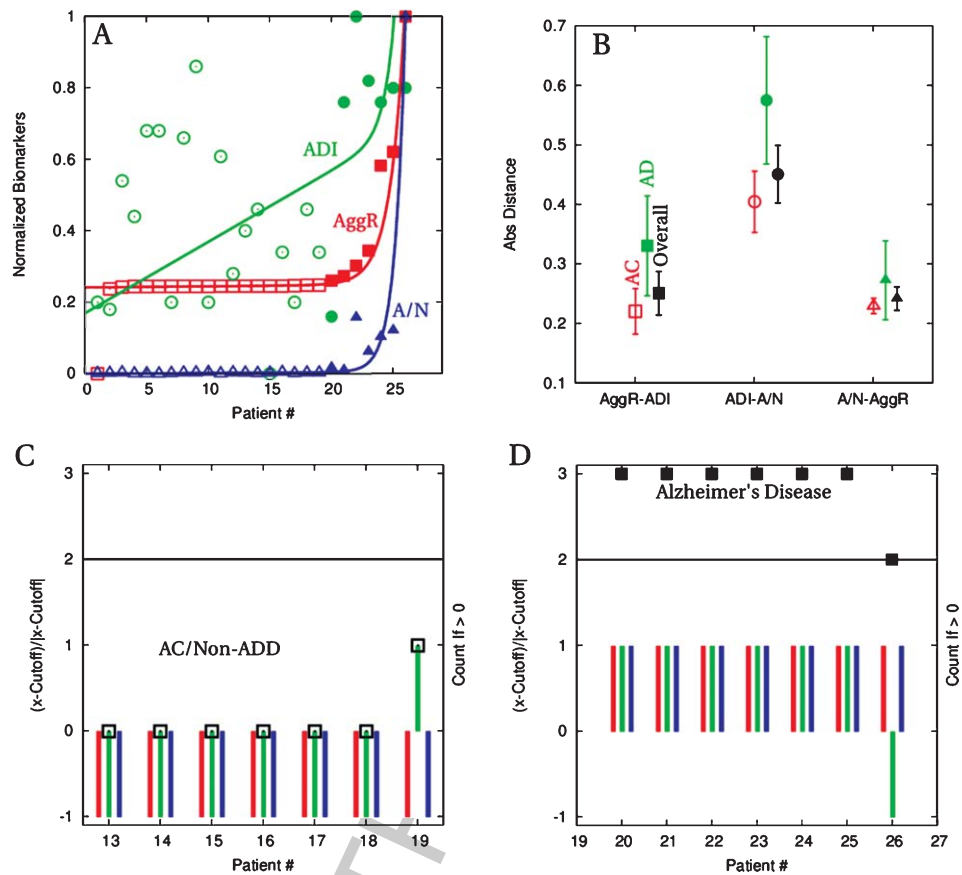 A
Normalized Biomarkers
1
0.8
0.6
0.4
0.2
0
ADI
AggR
A/N
0 5 10 15 20 25
Patient #
B
Abs Distance
0.7
0.6
0.5
0.4
0.3
0.2
0.1
AC
AD
Overall
AggR-ADI ADI-A/N A/N-AggR
C
(x-Cutoff)/|x-Cutoff|
3
2
1
0
-1
AC/Non-ADD
Count If > 0
13 14 15 16 17 18 19
Patient #
D
(x-Cutoff)/|x-Cutoff|
3
2
1
0
-1
Alzheimer's Disease
Count If > 0
19 20 21 22 23 24 25 26 27
Patient #